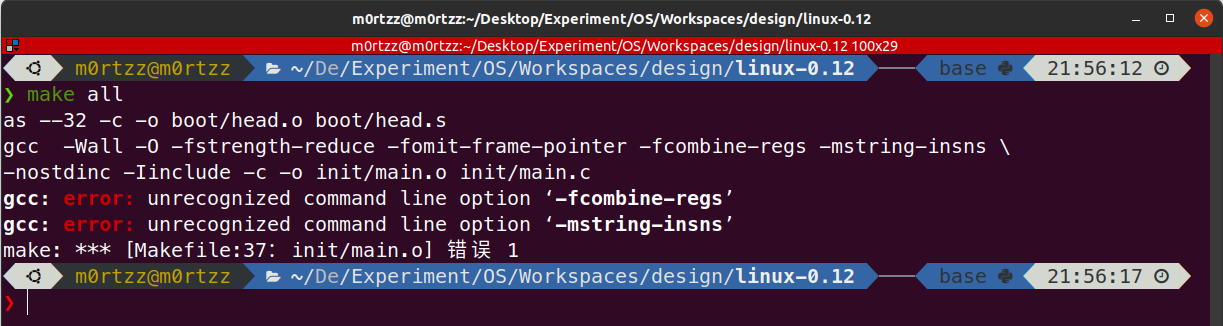 m0rtzz@m0rtzz:~/Desktop/Experiment/OS/Workspaces/design/linux-0.12
m0rtzz@m0rtzz:~/Desktop/Experiment/OS/Workspaces/design/linux-0.12 100x29
m0rtzz@m0rtzz ~/De/Experiment/OS/Workspaces/design/linux-0.12 base 21:56:12
❯ make all
as --32 -c -o boot/head.o boot/head.s
gcc  -Wall -O -fstrength-reduce -fomit-frame-pointer -fcombine-regs -mstring-insns \
-nostdinc -Iinclude -c -o init/main.o init/main.c
gcc: error: unrecognized command line option ‘-fcombine-regs’
gcc: error: unrecognized command line option ‘-mstring-insns’
make: *** [Makefile:37: init/main.o] 错误 1
m0rtzz@m0rtzz ~/De/Experiment/OS/Workspaces/design/linux-0.12 base 21:56:17
❯